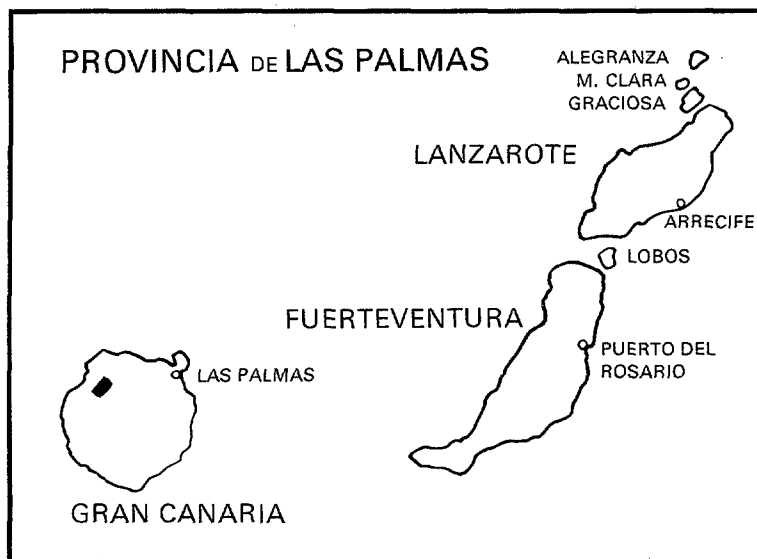 PROVINCIA DE LAS PALMAS
ALEGRANZA
M. CLARA
GRACIOSA
LANZAROTE
ARRECIFE
LOBOS
FUERTEVENTURA
PUERTO DEL
ROSARIO
LAS PALMAS
GRAN CANARIA